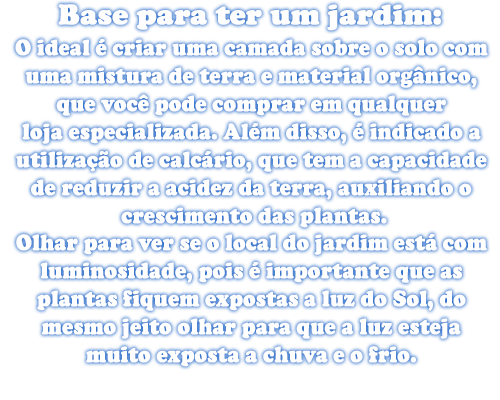 Base para ter um jardim:
O ideal é criar uma camada sobre o solo com
uma mistura de terra e material orgânico,
que você pode comprar em qualquer
loja especializada. Além disso, é indicado a
utilização de calcário, que tem a capacidade
de reduzir a acidez da terra, auxiliando o
crescimento das plantas.
Olhar para ver se o local do jardim está com
luminosidade, pois é importante que as
plantas fiquem expostas a luz do Sol, do
mesmo jeito olhar para que a luz esteja
muito exposta a chuva e o frio.